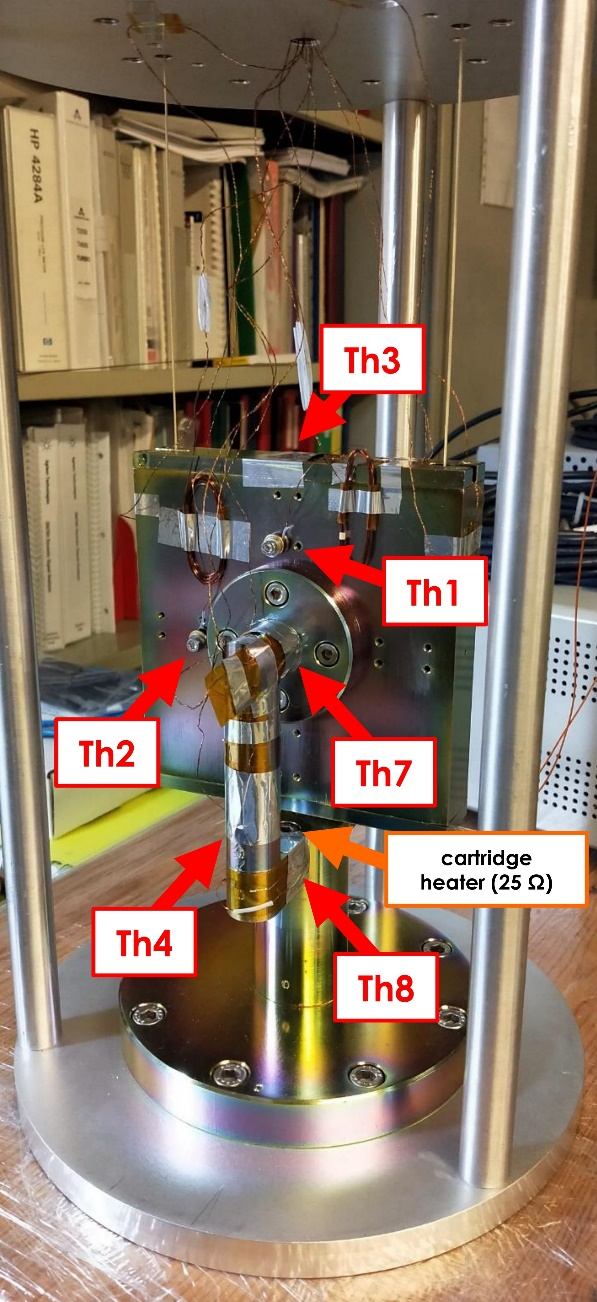 HP 4284A
Th3
Th1
Th2
Th7
cartridge
heater (25 Ω)
Th4
Th8